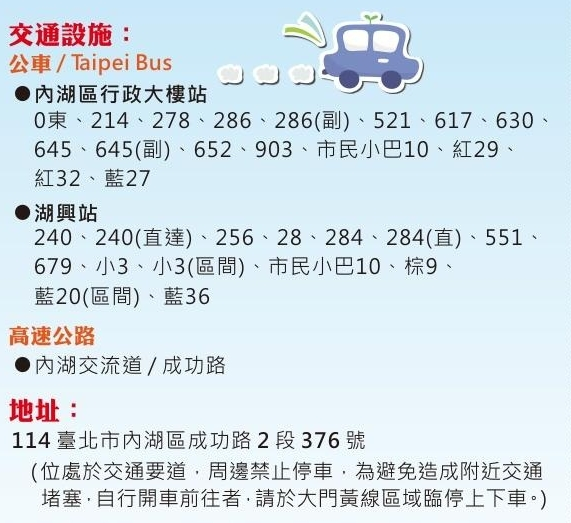 交通設施：
公車 / Taipei Bus
●內湖區行政大樓站
0東、214、278、286、286(副)、521、617、630、
645、645(副)、652、903、市民小巴10、紅29、
紅32、藍27
●湖興站
240、240(直達)、256、28、284、284(直)、551、
679、小3、小3(區間)、市民小巴10、棕9、
藍20(區間)、藍36
高速公路
●內湖交流道 / 成功路
地址：
114 臺北市內湖區成功路 2 段 376 號
(位處於交通要道，周邊禁止停車，為避免造成附近交通
堵塞，自行開車前往者，請於大門黃線區域臨停上下車。)